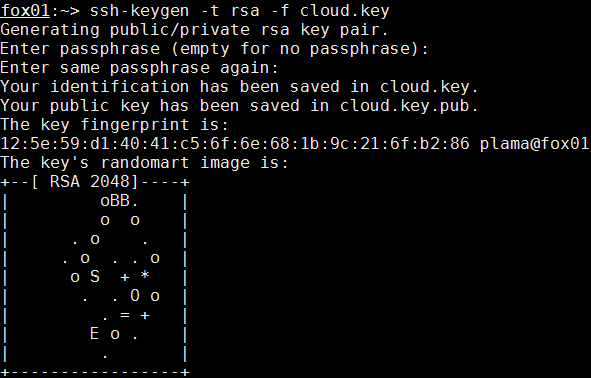 fox01:~> ssh-keygen -t rsa -f cloud.key
Generating public/private rsa key pair.
Enter passphrase (empty for no passphrase):
Enter same passphrase again:
Your identification has been saved in cloud.key.
Your public key has been saved in cloud.key.pub.
The key fingerprint is:
12:5e:59:d1:40:41:c5:6f:6e:68:1b:9c:21:6f:b2:86 plama@fox01
The key's randomart image is:
+--[ RSA 2048]----+
|         oBB.    |
|         o  o    |
|      . o    .   |
|     . o  . . o  |
|      o S  + *   |
|       .  . O o  |
|         . = +   |
|        E o .    |
|         .       |
+-----------------+